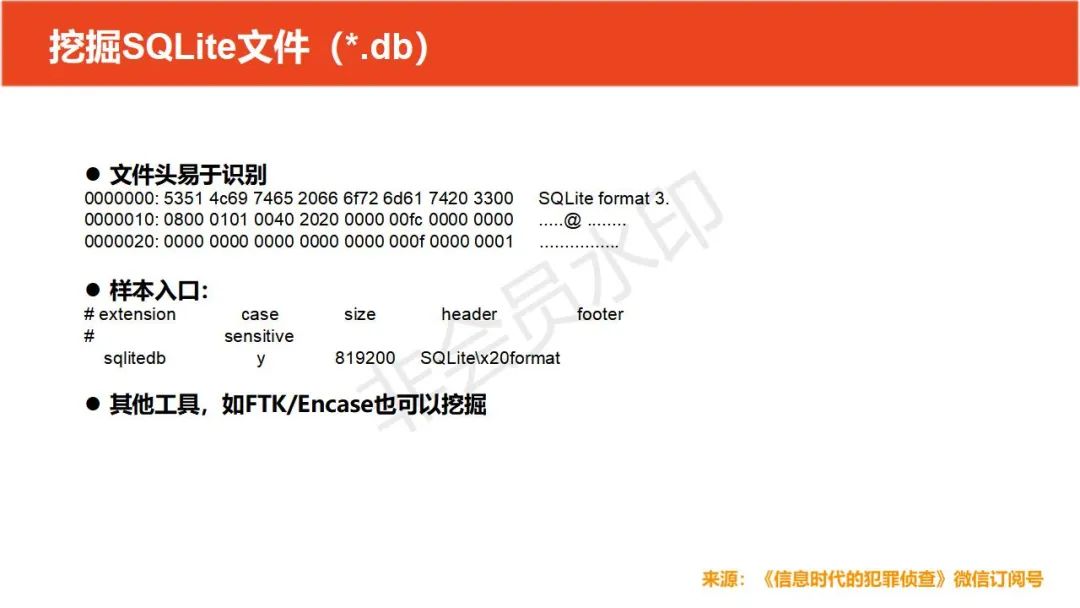 挖掘SQLite文件（*.db）
● 文件头易于识别
0000000: 5351 4c69 7465 2066 6f72 6d61 7420 3300 SQLite format 3.
0000010: 0800 0101 0040 2020 0000 00fc 0000 0000 .....@ ........
0000020: 0000 0000 0000 0000 0000 000f 0000 0001 ................
● 样本入口：
# extension case size header footer
# sensitive
sqlitedb y 819200 SQLite\x20format
● 其他工具，如FTK/Encase也可以挖掘
非会员水印
来源：《信息时代的犯罪侦查》微信订阅号